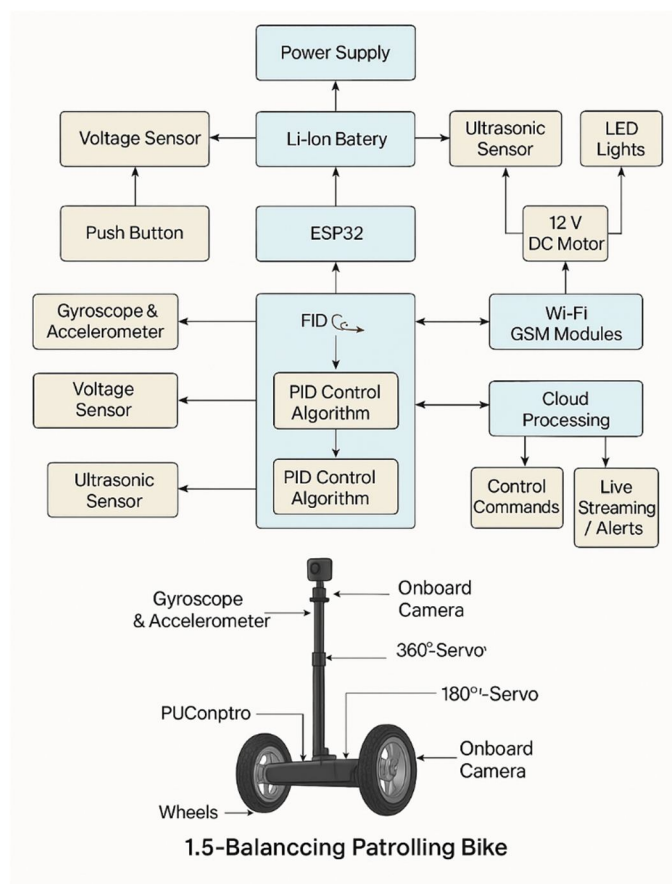 Power Supply
Voltage Sensor
Li-Ion Batery
Ultrasonic
Sensor
LED
Lights
Push Button
ESP32
12 V
DC Motor
Gyroscope &
Accelerometer
FID
Wi-Fi
GSM Modules
Voltage
Sensor
PID Control
Algorithm
Cloud
Processing
Ultrasonic
Sensor
PID Control
Algorithm
Control
Commands
Live
Streaming
/ Alerts
Gyroscope
& Accelerometer
Onboard
Camera
360°-Servo
180°-Servo
PUConptro
Onboard
Camera
Wheels
1.5-Balanccing Patrolling Bike